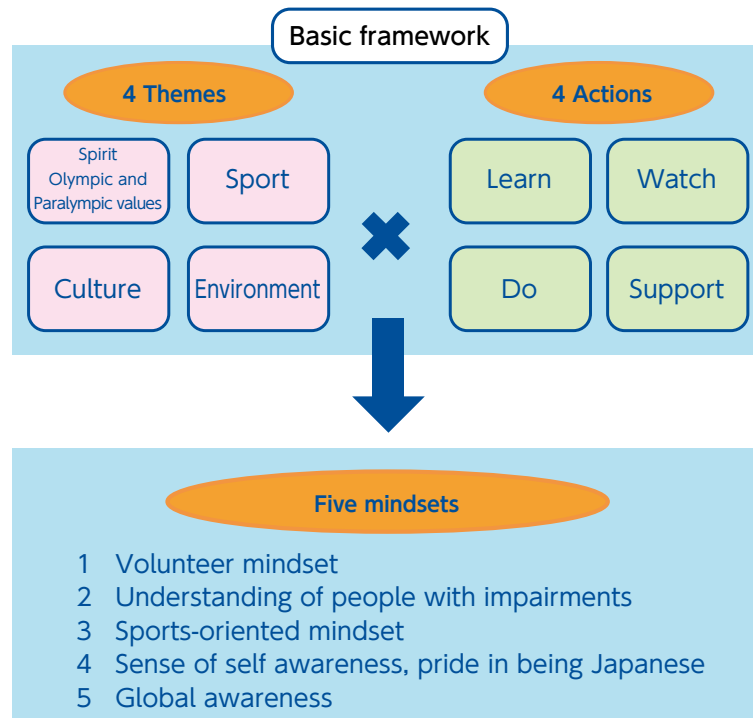 Basic framework
4 Themes
Spirit
Olympic and
Paralympic values
Sport
Culture
Environment
4 Actions
Learn
Watch
Do
Support
Five mindsets
1 Volunteer mindset
2 Understanding of people with impairments
3 Sports-oriented mindset
4 Sense of self awareness, pride in being Japanese
5 Global awareness